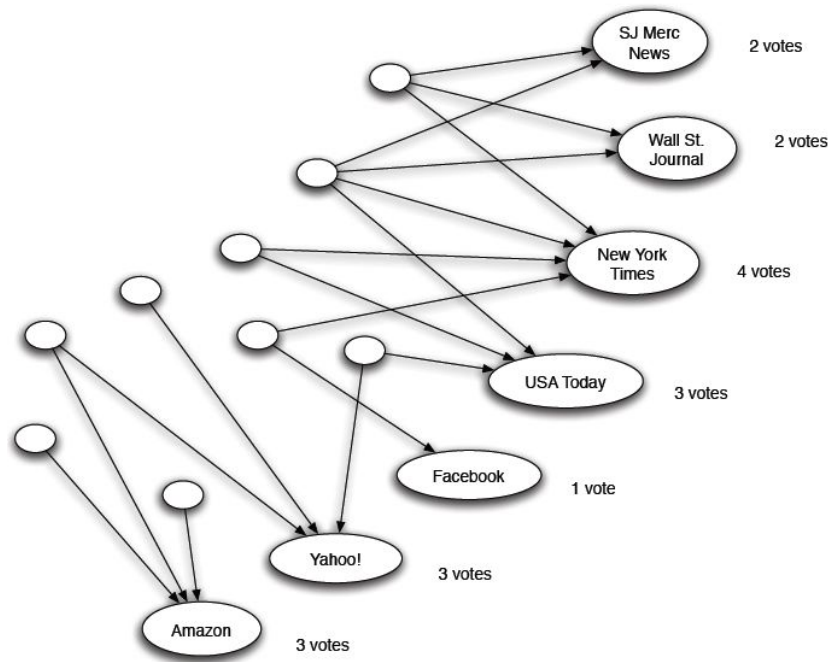 SJ Merc
News
2 votes
Wall St.
Journal
2 votes
New York
Times
4 votes
USA Today
3 votes
Facebook
1 vote
Yahoo!
3 votes
Amazon
3 votes